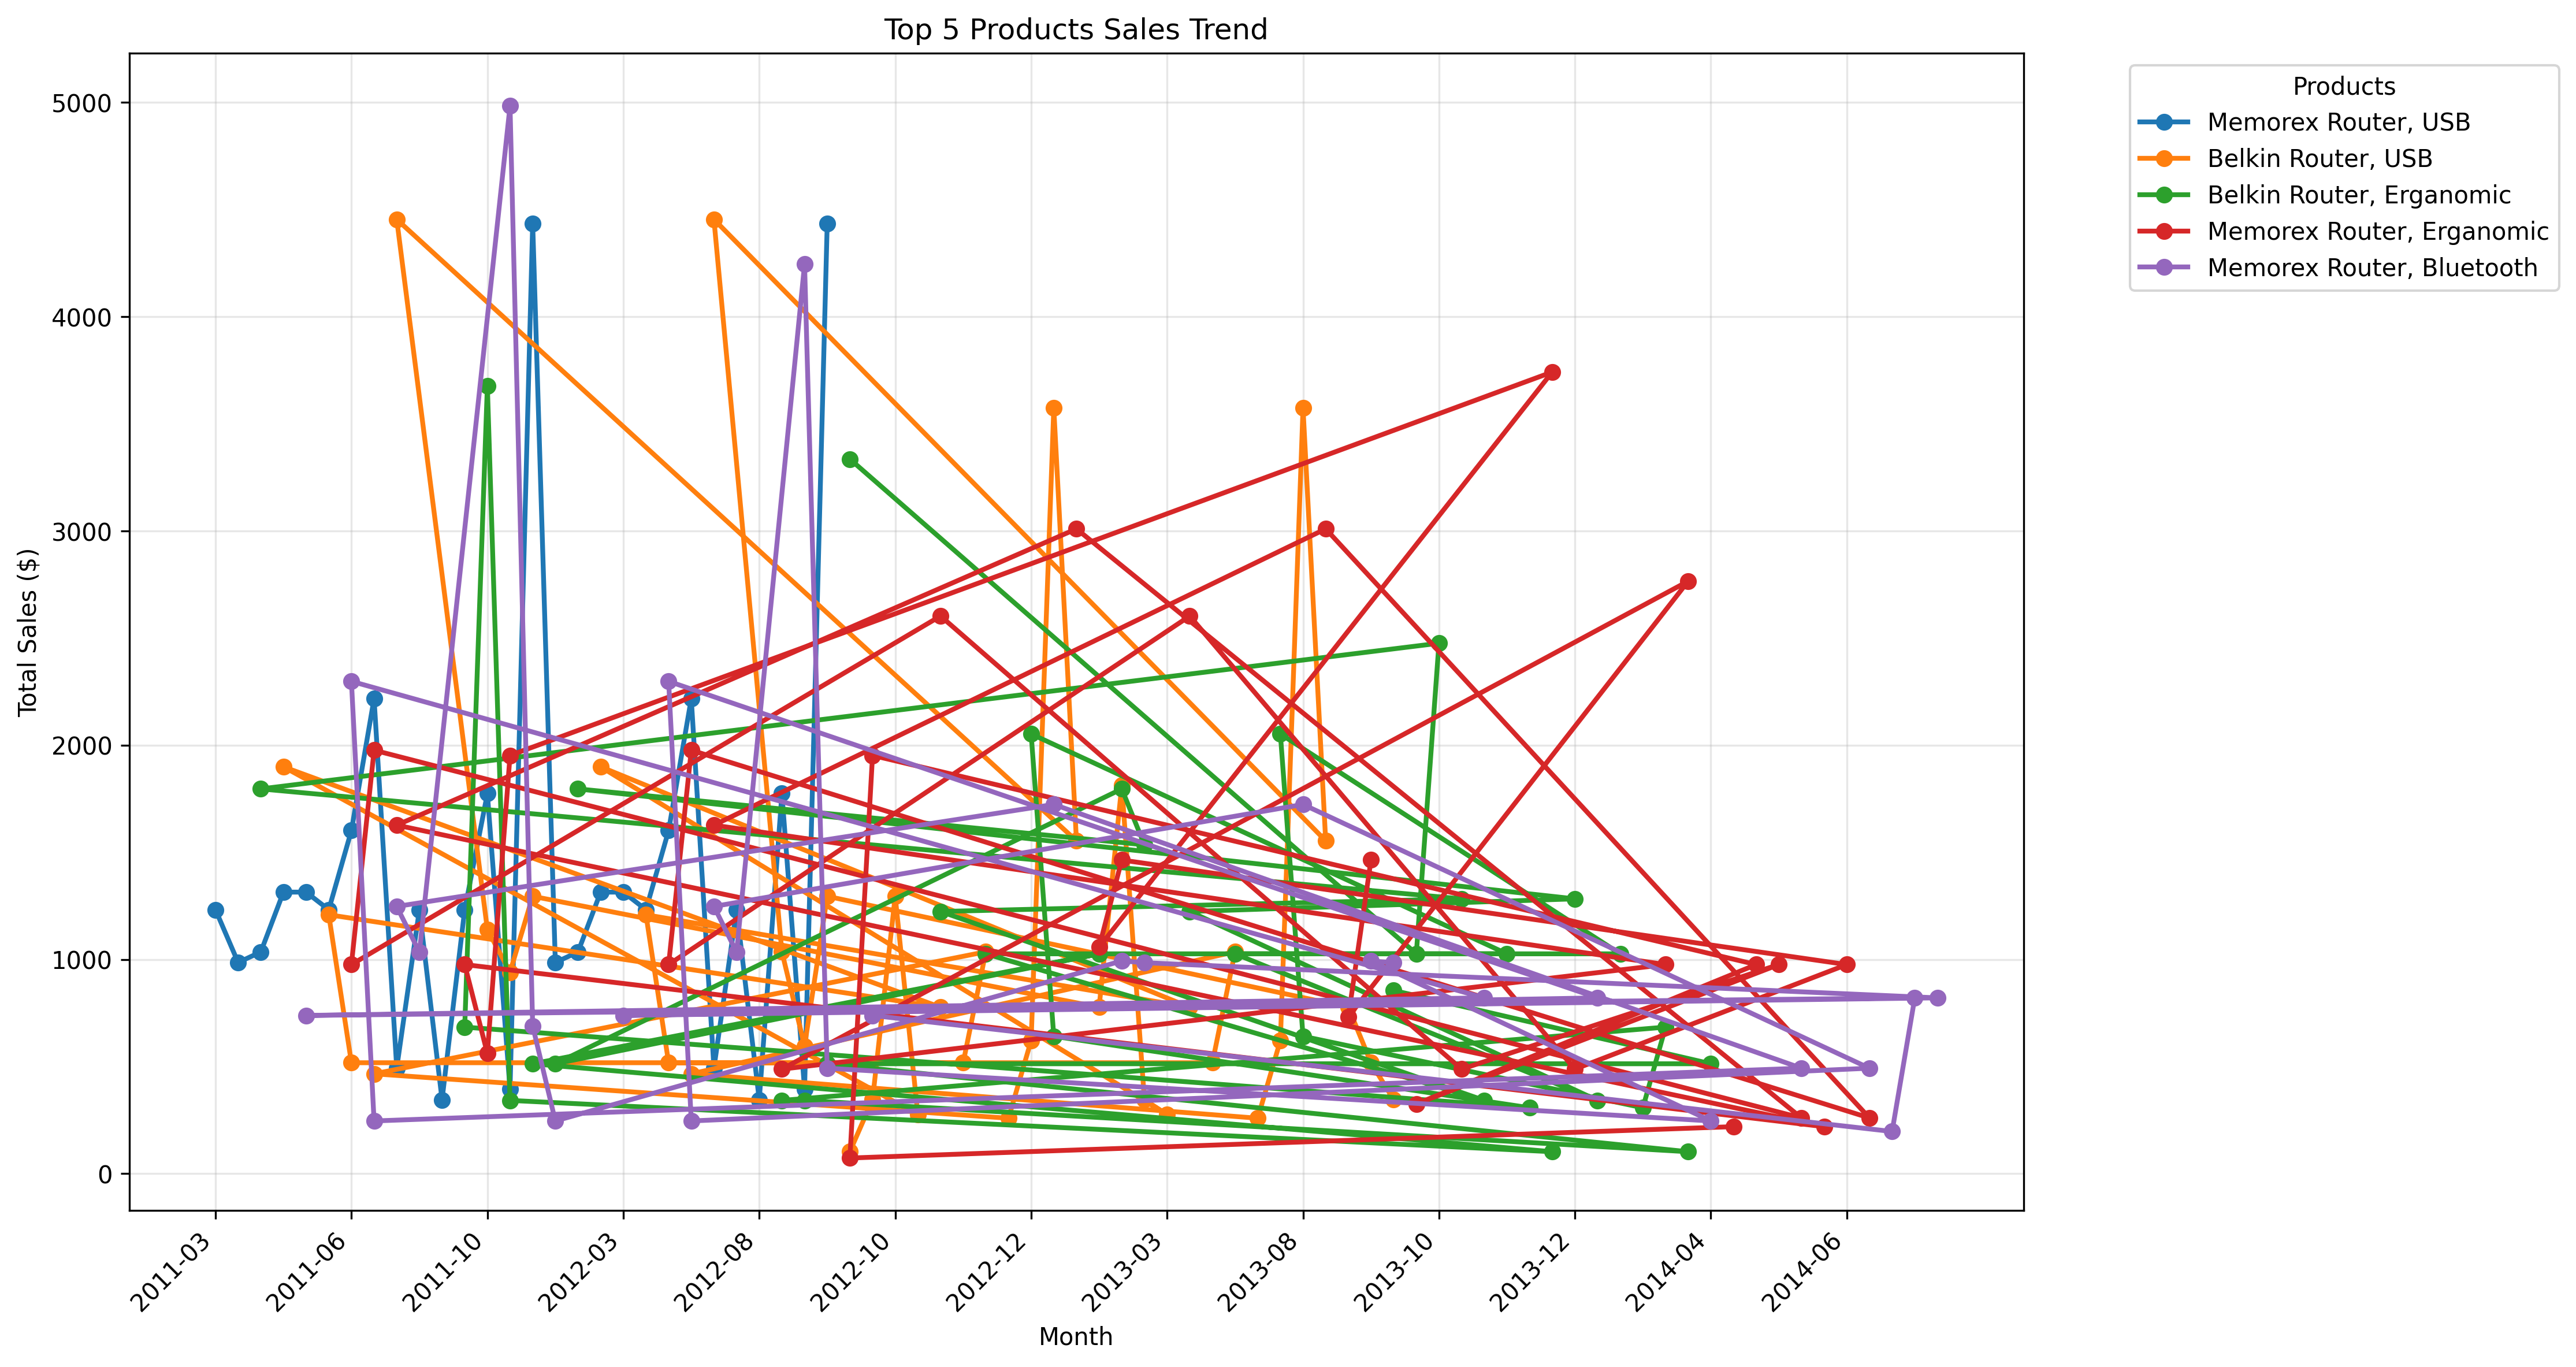 Top 5 Products Sales Trend
Total Sales ($)
5000
4000
3000
2000
1000
0
2011-03
2011-06
2011-10
2012-03
2012-08
2012-10
2012-12
2013-03
2013-08
2013-10
2013-12
2014-04
2014-06
Month
Products
Memorex Router, USB
Belkin Router, USB
Belkin Router, Erganomic
Memorex Router, Erganomic
Memorex Router, Bluetooth